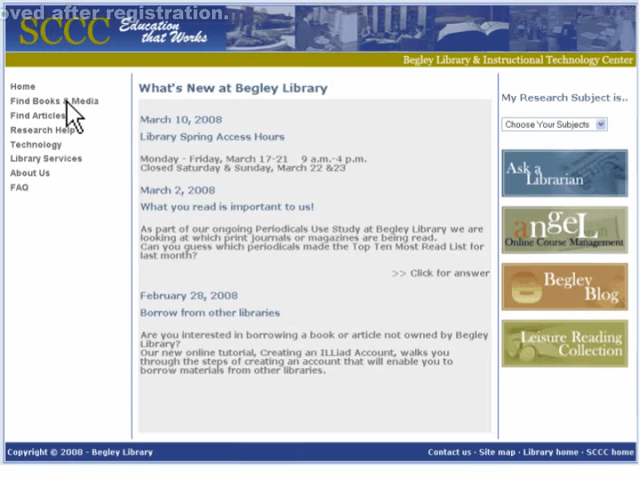 oved after registration.
SCCC Education
that Works
Begley Library & Instructional Technology Center
Home
Find Books & Media
Find Articles
Research Help
Technology
Library Services
About Us
FAQ
What's New at Begley Library
March 10, 2008
Library Spring Access Hours
Monday - Friday, March 17-21 9 a.m.-4 p.m.
Closed Saturday & Sunday, March 22 &23
March 2, 2008
What you read is important to us!
As part of our ongoing Periodicals Use Study at Begley Library we are
looking at which print journals or magazines are being read.
Can you guess which periodicals made the Top Ten Most Read List for
last month?
>> Click for answer
February 28, 2008
Borrow from other libraries
Are you interested in borrowing a book or article not owned by Begley
Library?
Our new online tutorial, Creating an ILLiad Account, walks you
through the steps of creating an account that will enable you to
borrow materials from other libraries.
My Research Subject is..
Choose Your Subjects
Ask a
Librarian
angeL
Online Course Management
Begley
Blog
Leisure Reading
Collection
Copyright © 2008 - Begley Library
Contact us · Site map · Library home · SCCC home